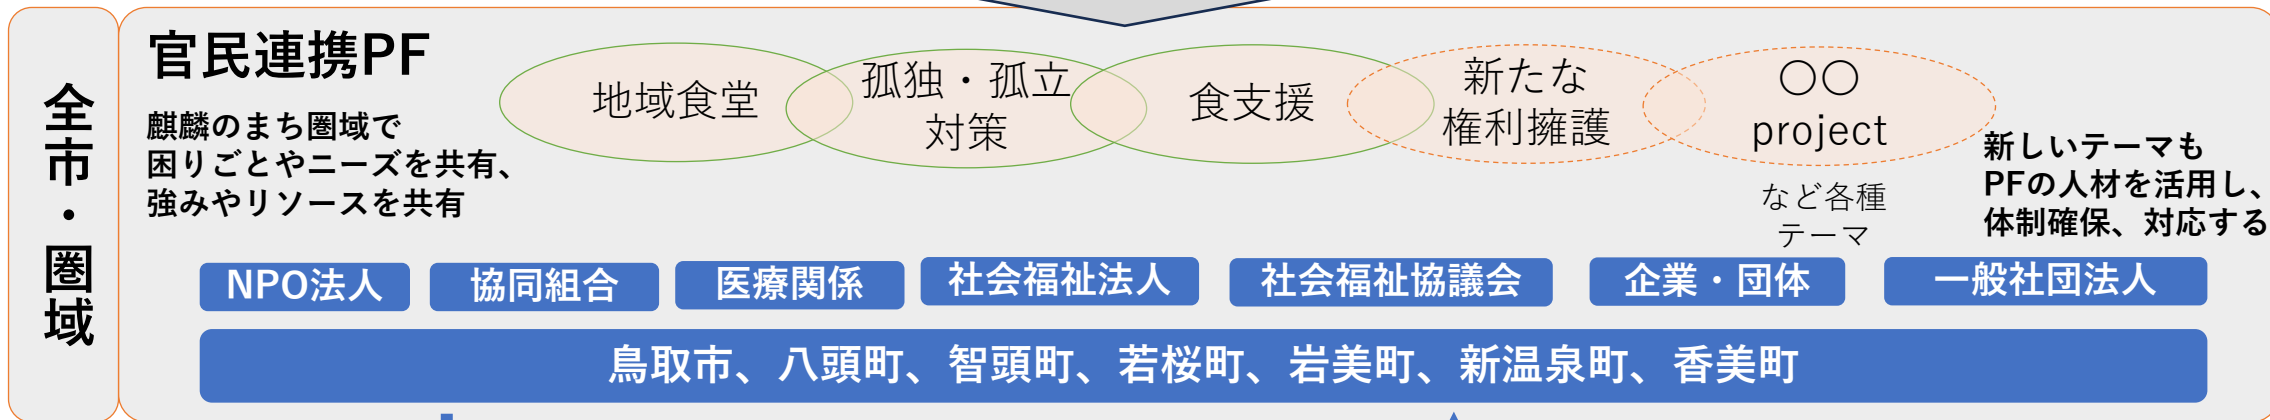 全市・圏域
官民連携PF
麒麟のまち圏域で
困りごとやニーズを共有、
強みやリソースを共有
地域食堂
孤独・孤立
対策
食支援
新たな
権利擁護
〇〇
project
など各種
テーマ
新しいテーマも
PFの人材を活用し、
体制確保、対応する
NPO法人
協同組合
医療関係
社会福祉法人
社会福祉協議会
企業・団体
一般社団法人
鳥取市、八頭町、智頭町、若桜町、岩美町、新温泉町、香美町